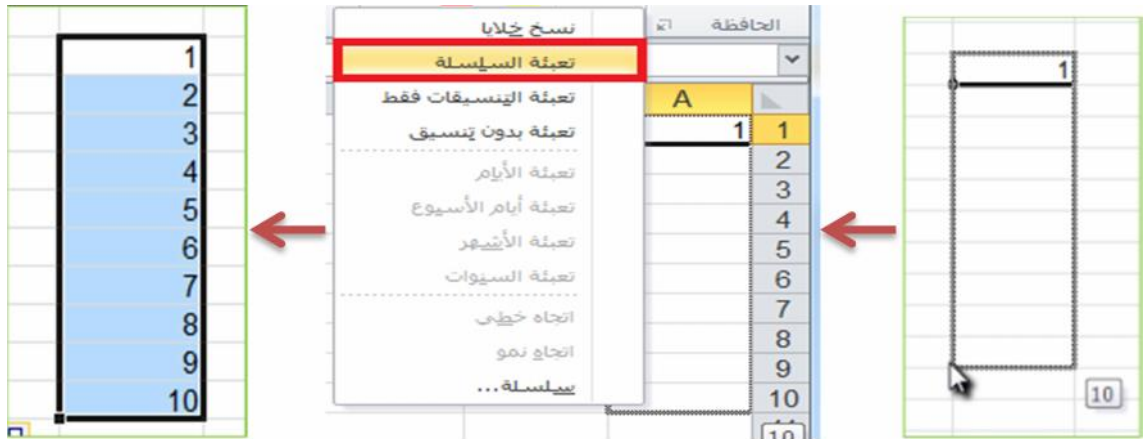 1
10
الحافظة
A
1 1
2
3
4
5
6
7
8
9
10
10
نسخ خلايا
تعبئة السلسلة
تعبئة التنسيقات فقط
تعبئة بدون تنسيق
تعبئة الأيام
تعبئة أيام الأسبوع
تعبئة الأشهر
تعبئة السنوات
اتجاه خطي
اتجاه نمو
سلسلة...
1
2
3
4
5
6
7
8
9
10